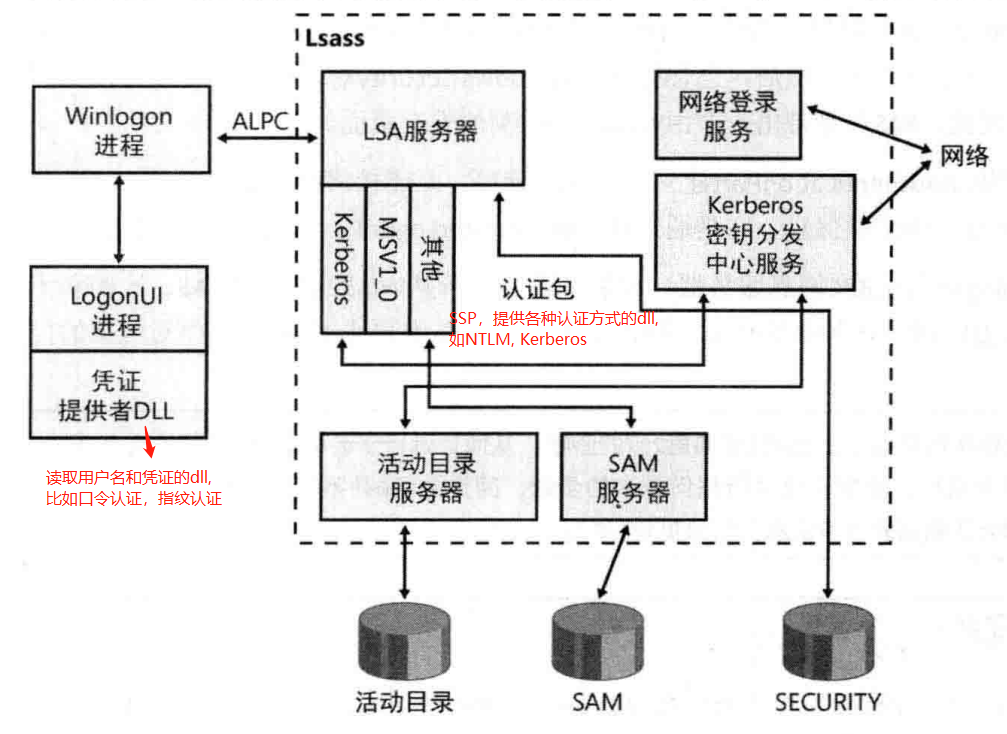 Lsass
Winlogon
进程
ALPC
LSA服务器
网络登录
服务
网络
Kerberos
MSV1_0
其他
Kerberos
密钥分发
中心服务
认证包
SSP，提供各种认证方式的dll,
如NTLM, Kerberos
LogonUI
进程
凭证
提供者DLL
读取用户名和凭证的dll,
比如口令认证，指纹认证
活动目录
服务器
SAM
服务器
活动目录
SAM
SECURITY